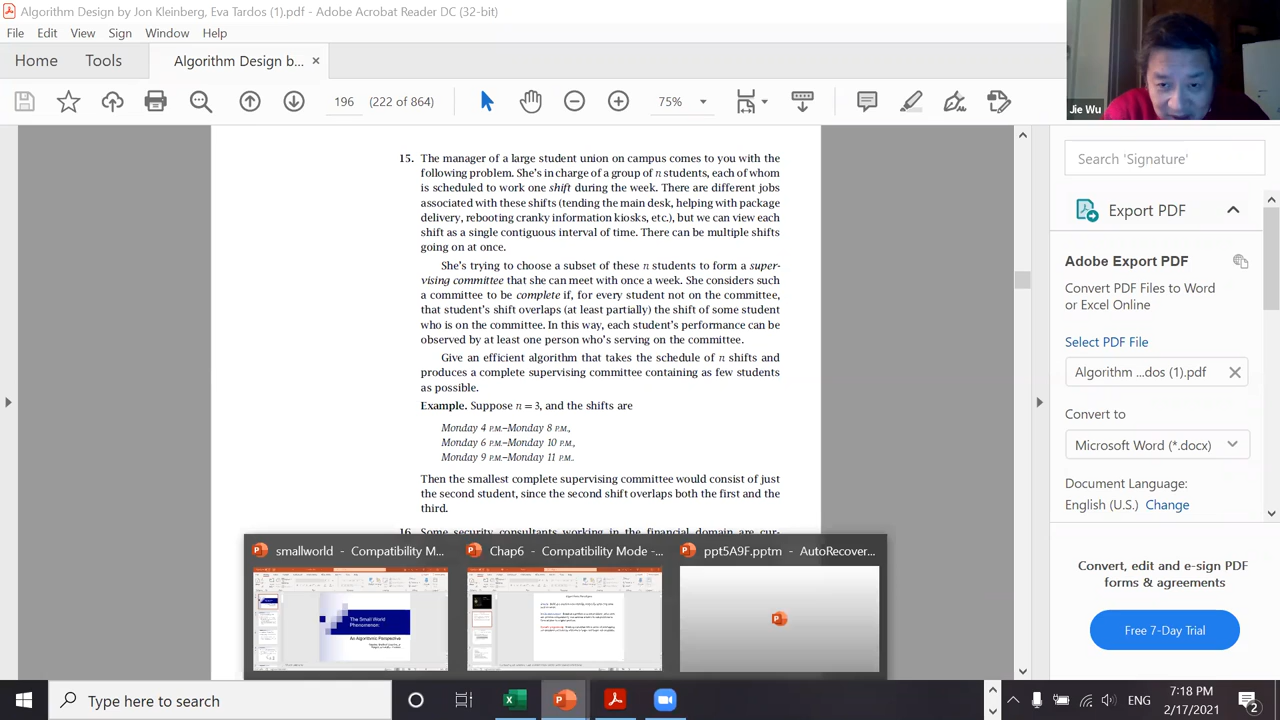 Algorithm Design by Jon Kleinberg, Eva Tardos (1).pdf - Adobe Acrobat Reader DC (32-bit)
File Edit View Sign Window Help
Home Tools Algorithm Design b... ×
196 (222 of 864) 75%
Jie Wu
15. The manager of a large student union on campus comes to you with the
following problem. She's in charge of a group of n students, each of whom
is scheduled to work one shift during the week. There are different jobs
associated with these shifts (tending the main desk, helping with package
delivery, rebooting cranky information kiosks, etc.), but we can view each
shift as a single contiguous interval of time. There can be multiple shifts
going on at once.
She's trying to choose a subset of these n students to form a super-
vising committee that she can meet with once a week. She considers such
a committee to be complete if, for every student not on the committee,
that student's shift overlaps (at least partially) the shift of some student
who is on the committee. In this way, each student's performance can be
observed by at least one person who's serving on the committee.
Give an efficient algorithm that takes the schedule of n shifts and
produces a complete supervising committee containing as few students
as possible.
Example. Suppose n = 3, and the shifts are
Monday 4 P.M.–Monday 8 P.M.,
Monday 6 P.M.–Monday 10 P.M.,
Monday 9 P.M.–Monday 11 P.M..
Then the smallest complete supervising committee would consist of just
the second student, since the second shift overlaps both the first and the
third.
16. Some security consultants working in the financial domain are cur-
Search 'Signature'
Export PDF
Adobe Export PDF
Convert PDF Files to Word
or Excel Online
Select PDF File
Algorithm ...dos (1).pdf
Convert to
Microsoft Word (*.docx)
Document Language:
English (U.S.) Change
Convert, edit and e-sign PDF
forms & agreements
Free 7-Day Trial
smallworld - Compatibility M...
Chap6 - Compatibility Mode -...
ppt5A9F.pptm - AutoRecover...
The Small World
Phenomenon:
An Algorithmic Perspective
Type here to search
ENG
7:18 PM
2/17/2021
2